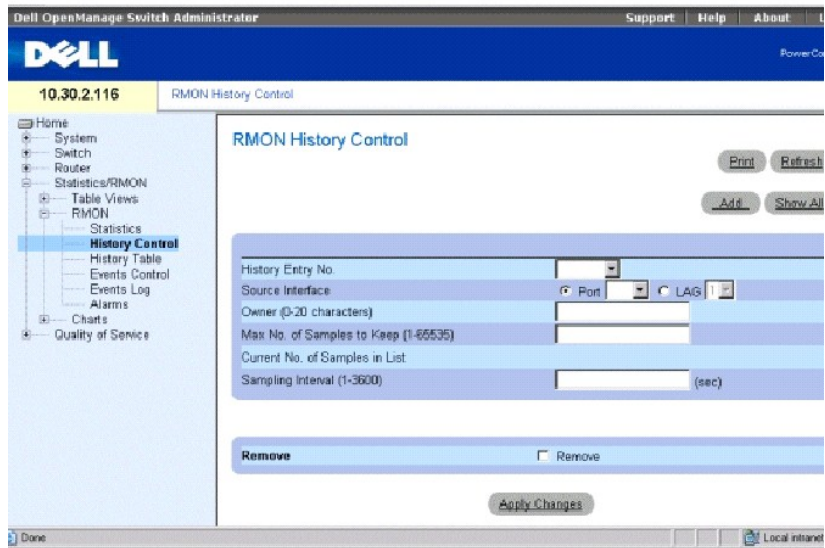 Dell OpenManage Switch Administrator Support Help About
DELL
10.30.2.116 RMON History Control
Home
System
Switch
Router
Statistics/RMON
Table Views
RMON
Statistics
History Control
History Table
Events Control
Events Log
Alarms
Charts
Quality of Service
RMON History Control
Print Refresh
Add Show All
History Entry No.
Source Interface Port LAG 1
Owner (0-20 characters)
Max No. of Samples to Keep (1-65535)
Current No. of Samples in List
Sampling Interval (1-3600) (sec)
Remove Remove
Apply Changes
Done Local intranet